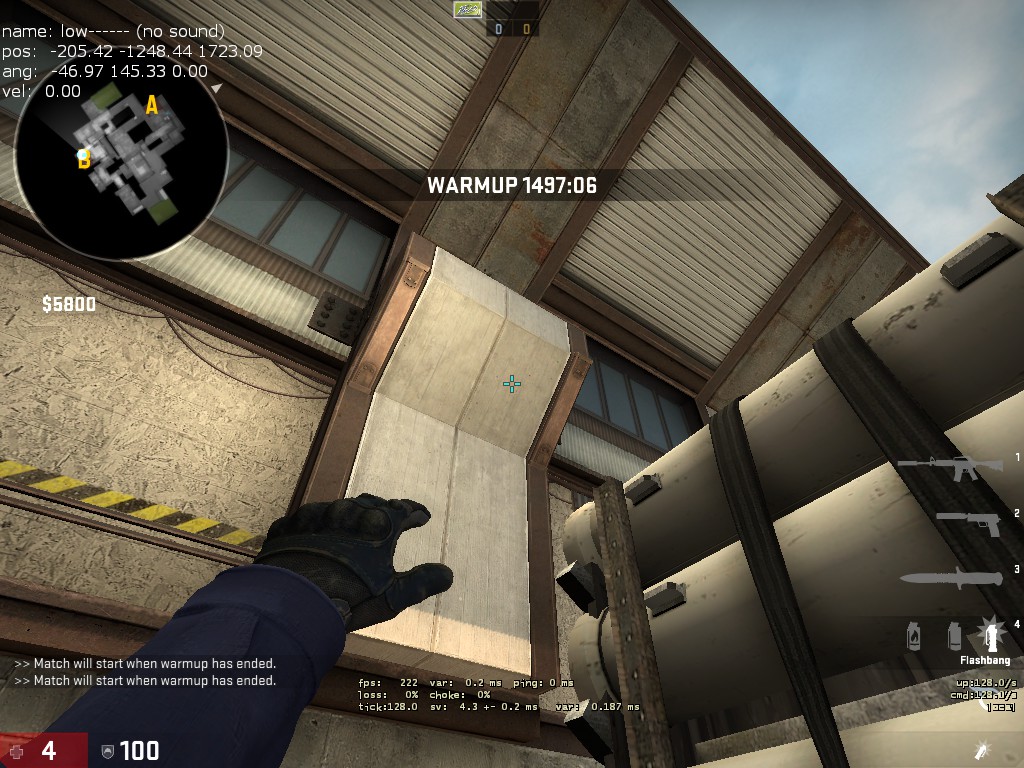 name: low------ (no sound)
pos: -205.42 -1248.44 1723.09
ang: -46.97 145.33 0.00
vel: 0.00
0 0
A
B
WARMUP 1497:06
$5800
1
2
3
4
Flashbang
>> Match will start when warmup has ended.
>> Match will start when warmup has ended.
fps: 222 var: 0.2 ms ping: 0 ms
loss: 0% choke: 0%
tick:128.0 sv: 4.3 +- 0.2 ms var: 0.187 ms
up:128.0/s
cmd:128.1/s
local
4 100